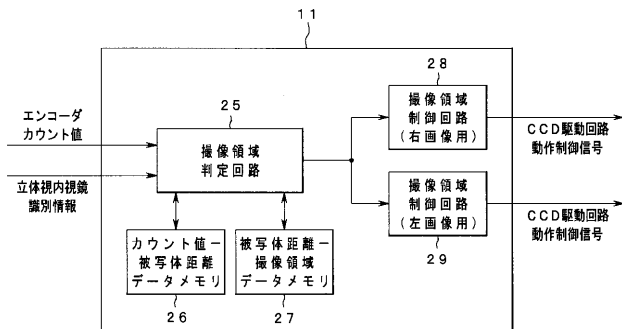 11
エンコーダ
カウント値
立体視内視鏡
識別情報
25
撮像領域
判定回路
カウント値－
被写体距離
データメモリ
26
被写体距離－
撮像領域
データメモリ
27
28
撮像領域
制御回路
(右画像用)
CCD駆動回路
動作制御信号
撮像領域
制御回路
(左画像用)
29
CCD駆動回路
動作制御信号